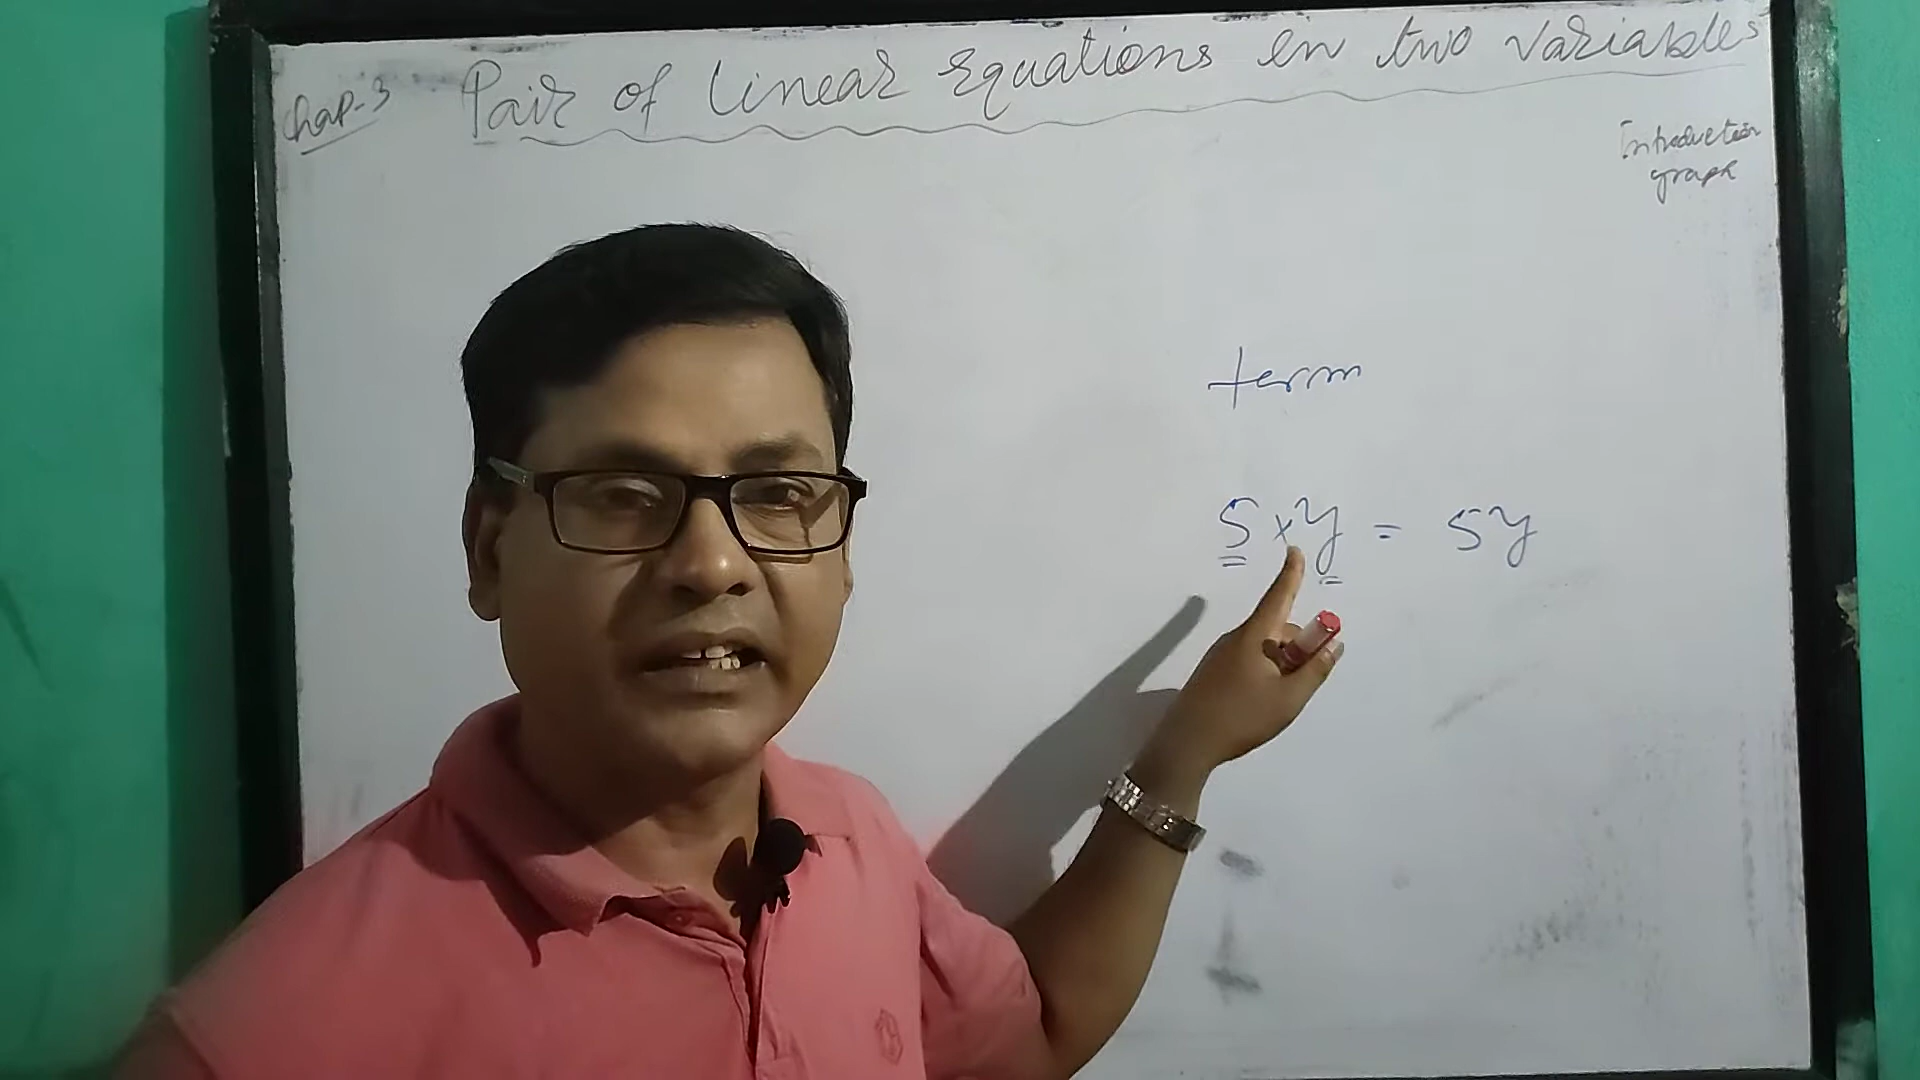 Chap-3 Pair of Linear Equations in two variables
Introduction
graph
term
5 x y = 5y